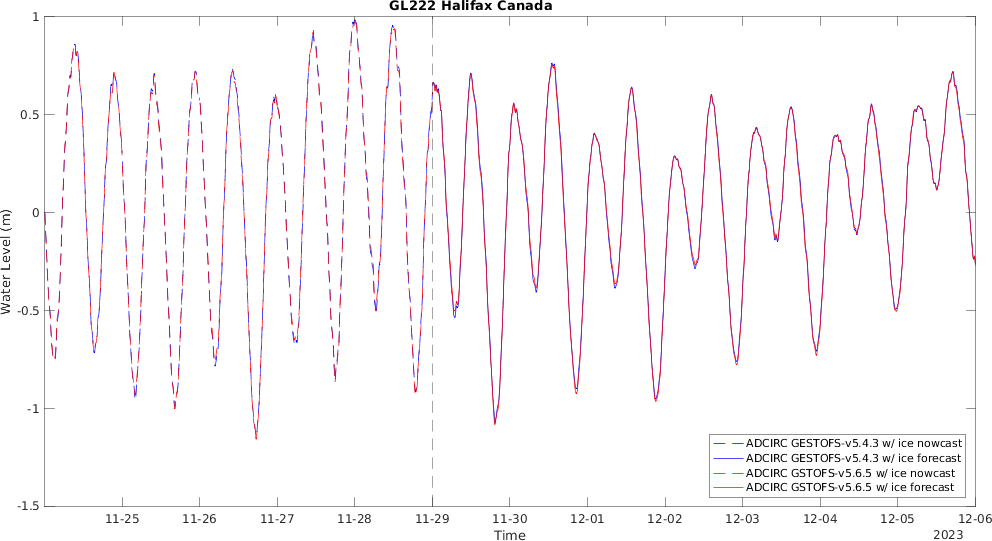 GL222 Halifax Canada
1
0.5
0
-0.5
-1
-1.5
Water Level (m)
11-25 11-26 11-27 11-28 11-29 11-30 12-01 12-02 12-03 12-04 12-05 12-06
Time
2023
ADCIRC GESTOFS-v5.4.3 w/ ice nowcast
ADCIRC GESTOFS-v5.4.3 w/ ice forecast
ADCIRC GSTOFS-v5.6.5 w/ ice nowcast
ADCIRC GSTOFS-v5.6.5 w/ ice forecast